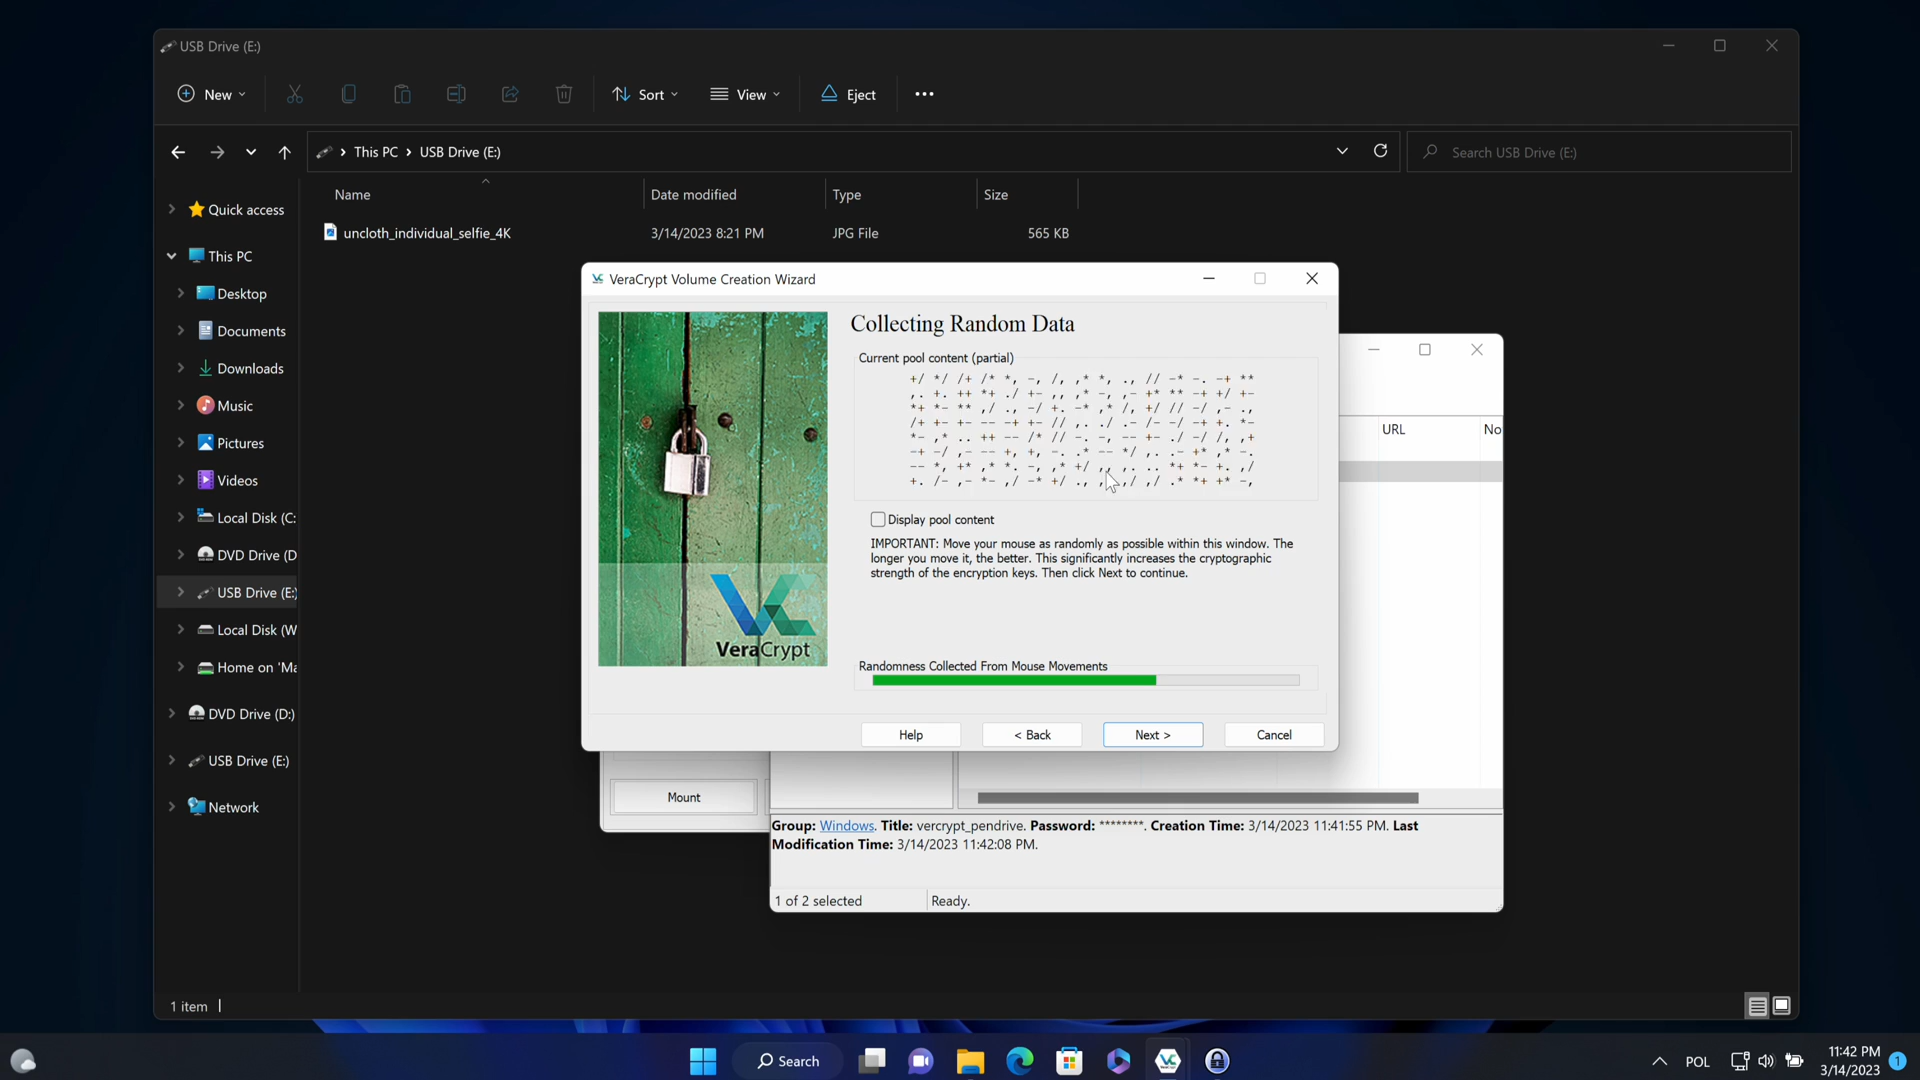 USB Drive (E:)
New
Sort
View
Eject
This PC
USB Drive (E:)
Search USB Drive (E:)
Name
Date modified
Type
Size
uncloth_individual_selfie_4K
3/14/2023 8:21 PM
JPG File
565 KB
Quick access
This PC
Desktop
Documents
Downloads
Music
Pictures
Videos
Local Disk (C:
DVD Drive (D
USB Drive (E:)
Local Disk (W
Home on 'Ma
DVD Drive (D:)
USB Drive (E:)
Network
1 item
VeraCrypt Volume Creation Wizard
Collecting Random Data
Current pool content (partial)
+/ */ /+ /* *, -, /, ,* *, ., // -* -. -+ **
,. +. ++ *+ ./ +- ,, ,* -, ,- +* ** -+ +/ +-
*+ *- ** ,/ ., -/ +. -* ,* /, +/ // -/ ,- .,
/+ +- +- -- -+ +- // ,. ./ .- /- -/ -+ +. *-
*- ,* .. ++ -- /* // -. -, -- +- ./ -/ /, ,+
-+ -/ ,- -- +, +, -. .* -- */ ,. .- +* ,* -.
-- *, +* ,* *. -, ,* +/ ,, ,. .. *+ *- +. ,/
+. /- ,- *- ,/ -* +/ ., ,/ ,/ .* *+ +* -,
Display pool content
IMPORTANT: Move your mouse as randomly as possible within this window. The
longer you move it, the better. This significantly increases the cryptographic
strength of the encryption keys. Then click Next to continue.
VeraCrypt
Randomness Collected From Mouse Movements
Help
< Back
Next >
Cancel
URL
No
Mount
Group: Windows. Title: vercrypt_pendrive. Password: ********. Creation Time: 3/14/2023 11:41:55 PM. Last
Modification Time: 3/14/2023 11:42:08 PM.
1 of 2 selected
Ready.
Search
POL
11:42 PM
3/14/2023
1